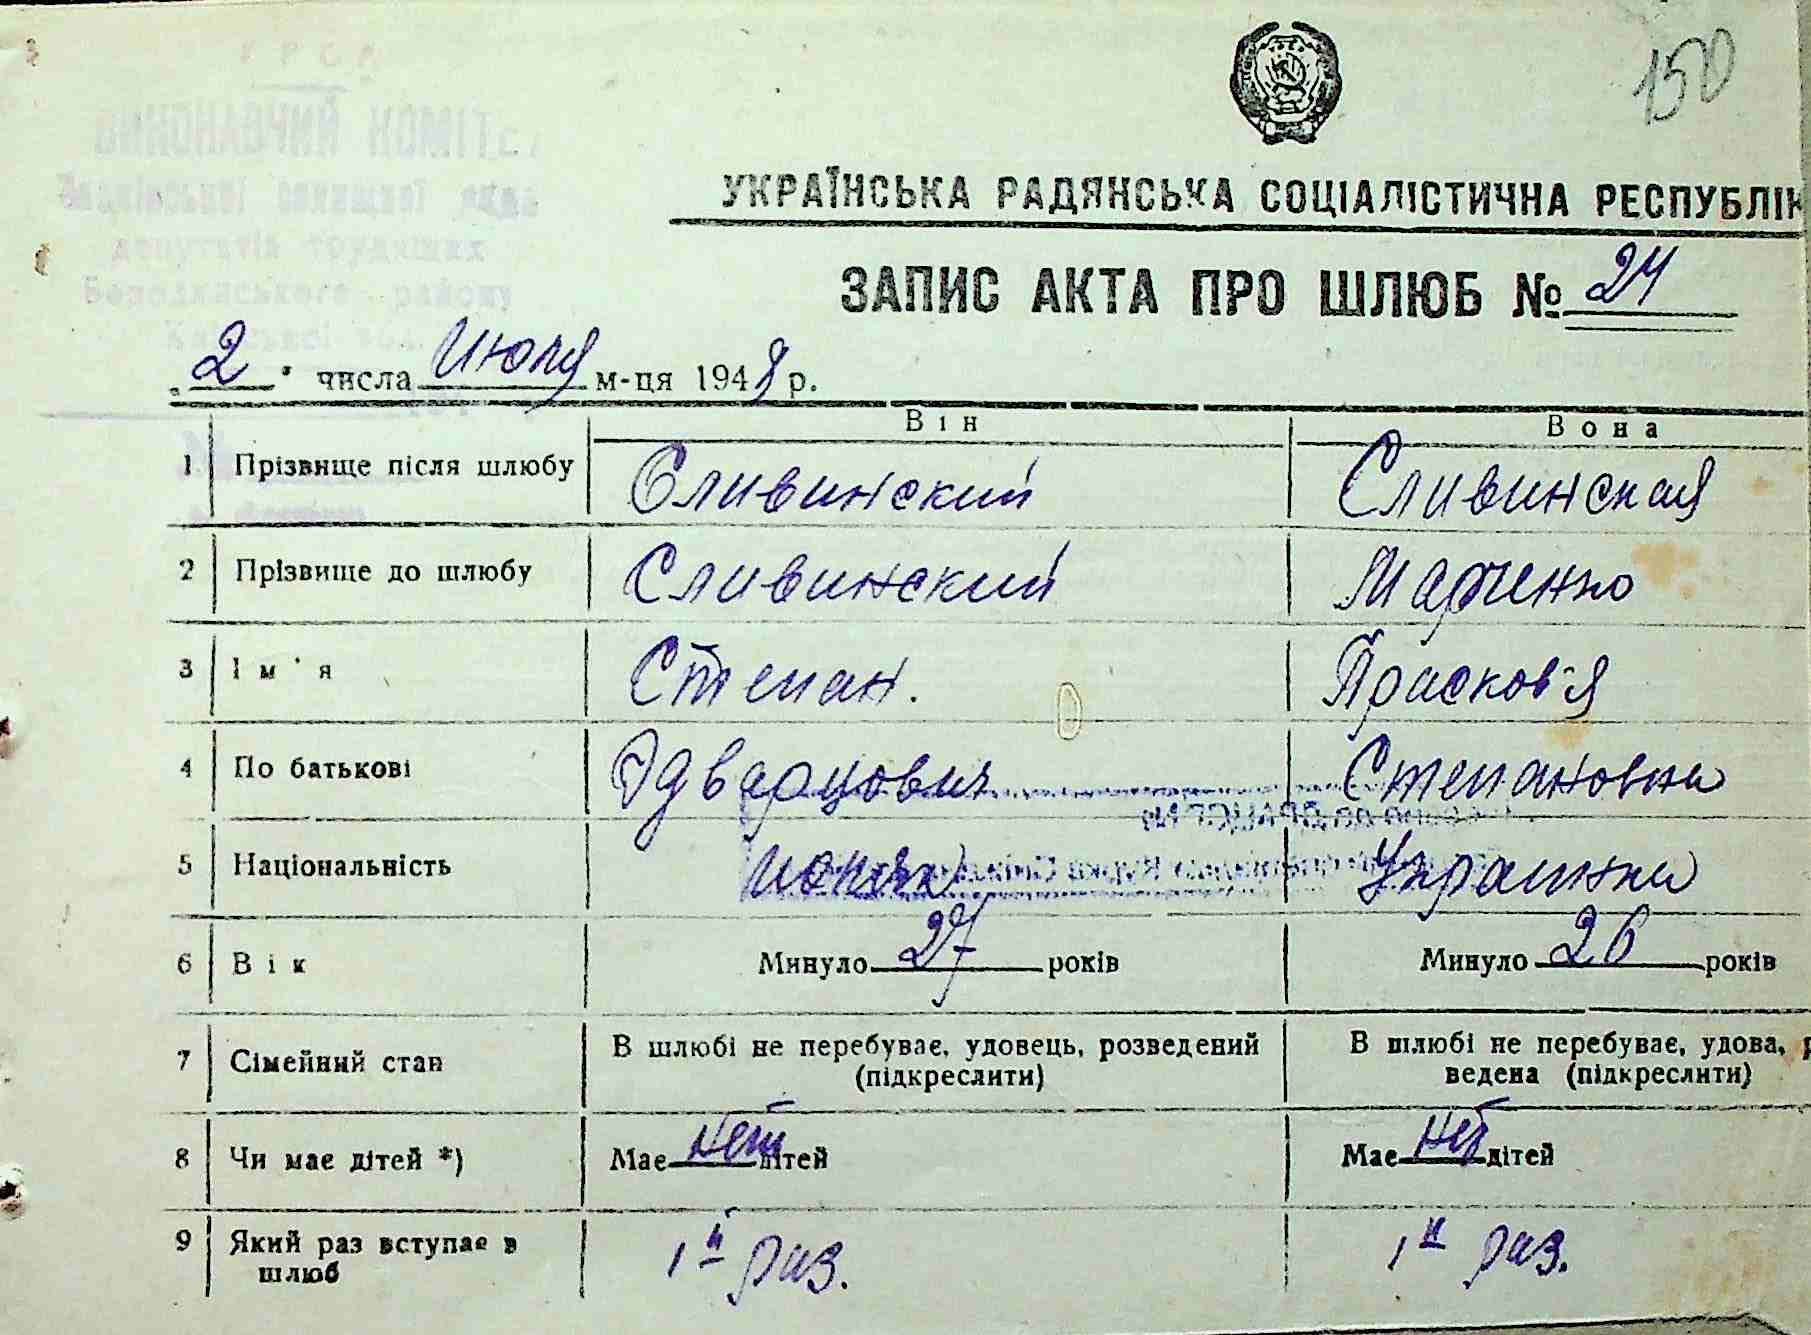 150
УКРАЇНСЬКА РАДЯНСЬКА СОЦІАЛІСТИЧНА РЕСПУБЛІК
ЗАПИС АКТА ПРО ШЛЮБ № 24
„2" числа Июля м-ця 1948 р.
Він Вона
1 Прізвище після шлюбу Сливинский Сливинская
2 Прізвище до шлюбу Сливинский Марченко
3 Ім'я Степан. Прасков'я
4 По батькові Эдварцович Степановна
5 Національність Украинка
6 Вік Минуло 27 років Минуло 26 років
7 Сімейний стан В шлюбі не перебуває, удовець, розведений (підкреслити) В шлюбі не перебуває, удова, р
ведена (підкреслити)
8 Чи має дітей *) Має нет дітей Має нет дітей
9 Який раз вступає в шлюб 1й раз. 1й раз.